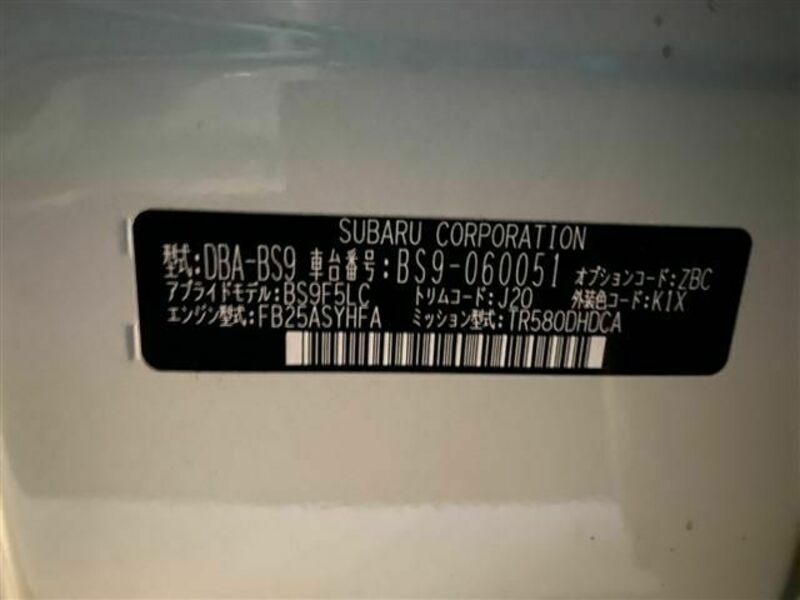 SUBARU CORPORATION
型式:DBA-BS9 車台番号:BS9-060051 オプションコード:ZBC
アプライドモデル:BS9F5LC トリムコード:J20 外装色コード:K1X
エンジン型式:FB25ASYHFA ミッション型式:TR580DHDCA